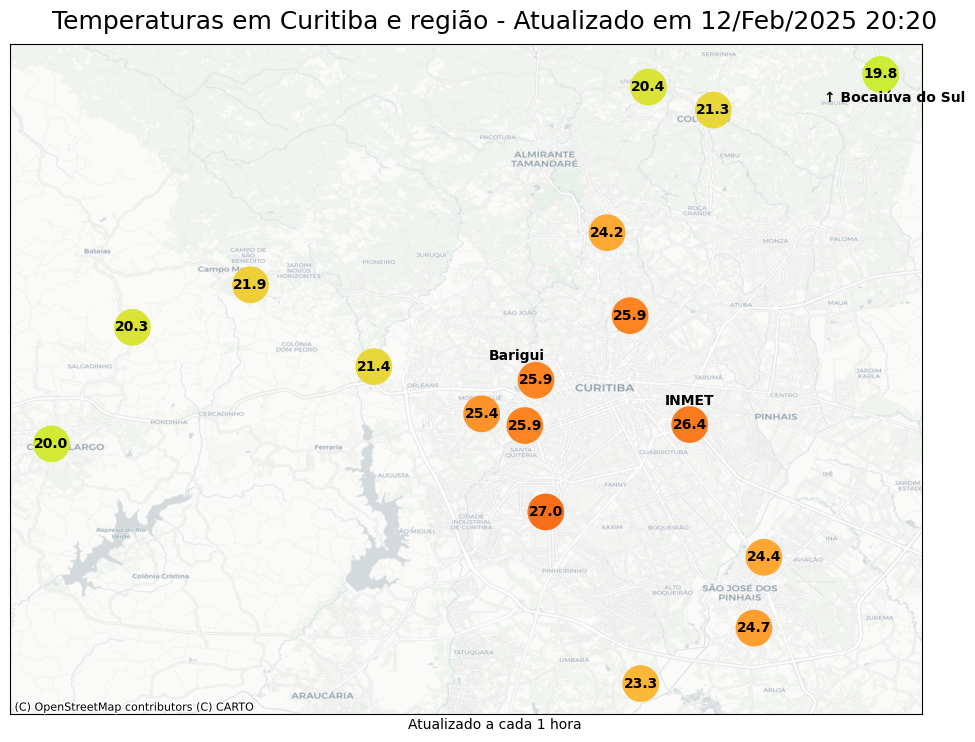 Temperaturas em Curitiba e região - Atualizado em 12/Feb/2025 20:20
SERRINHA
19.8
20.4
↑ Bocaiúva do Sul
21.3
PACOTUBA
ALMIRANTE
TAMANDARÉ
EMBU
ROÇA
GRANDE
24.2
MONZA
PALOMA
Bateias
CAMPO DE
SÃO
BENEDITO
JURUQUI
PIONEIRO
JARDIM
NOVOS
HORIZONTES
21.9
ATUBA
MAUÁ
SÃO JOÃO
25.9
20.3
COLÔNIA
DOM PEDRO
Barigui
SALGADINHO
21.4
JARDIM
KARLA
TARUMÃ
25.9
ORLEANS
CURITIBA
CENTRO
INMET
25.4
CERCADINHO
PINHAIS
RONDINHA
25.9
26.4
20.0
Ferraria
SANTA
QUITÉRIA
CAJUROTUBA
AUGUSTA
IPÊ
FANNY
JARDIM
ESTADE
27.0
CIDADE
INDUSTRIAL
DE CURITIBA
SÃO MIGUEL
XAXIM
BOQUEIRÃO
Represa do Rio
Verde
INÁ
24.4
AVIAÇÃO
PINHEIRINHO
Colônia Cristina
ALTO
BOQUEIRÃO
SÃO JOSÉ DOS
PINHAIS
JUREMA
24.7
TATUQUARA
UMBARÁ
23.3
ARUJÁ
ARAUCÁRIA
(C) OpenStreetMap contributors (C) CARTO
Atualizado a cada 1 hora